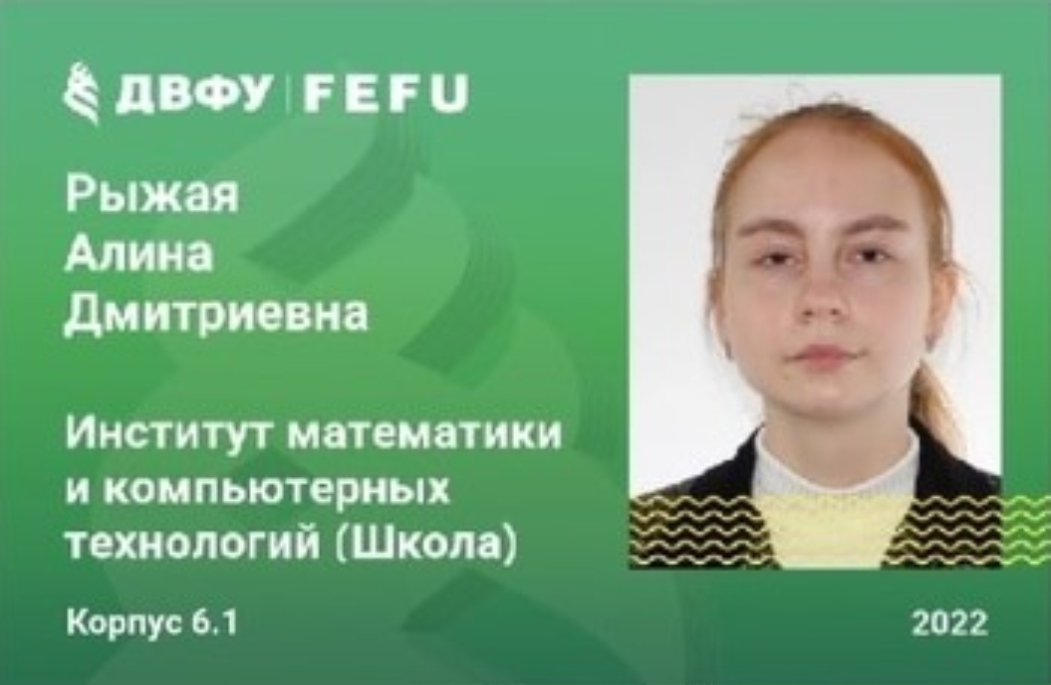 ДВФУ | FEFU
Рыжая
Алина
Дмитриевна
Институт математики
и компьютерных
технологий (Школа)
Корпус 6.1
2022